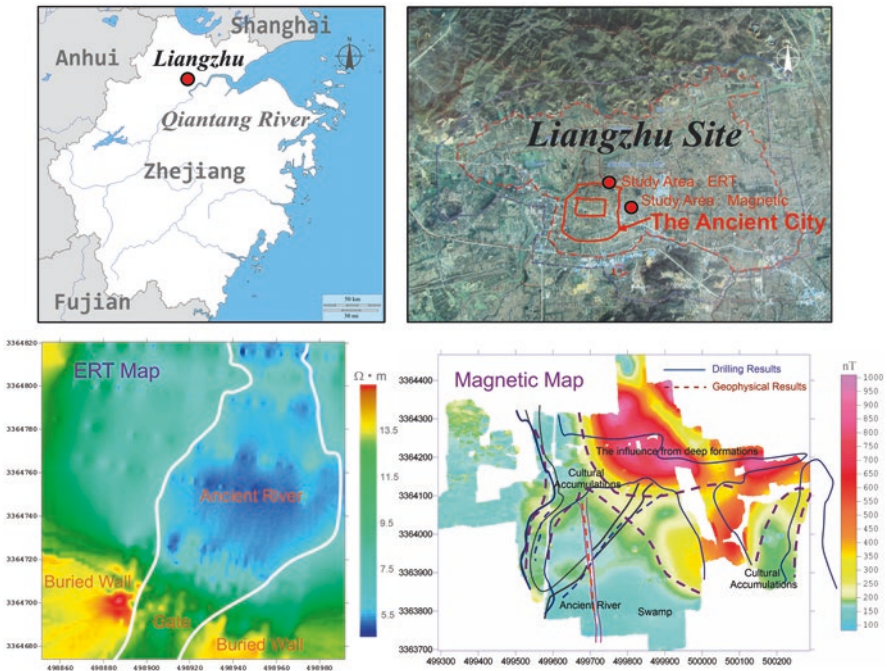 Shanghai
Anhui
Liangzhu
N
Qiantang River
Zhejiang
Fujian
50 km
30 mi
Liangzhu Site
Study Area : ERT
Study Area : Magnetic
The Ancient City
ERT Map
Ω • m
13.5
9.5
5.5
Ancient River
Buried Wall
Gate
Buried Wall
3364820
3364800
3364780
3364760
3364740
3364720
3364700
3364680
498860
498880
498900
498920
498940
498960
498980
Magnetic Map
Drilling Results
Geophysical Results
The influence from deep formations
Cultural
Accumulations
Ancient River
Swamp
Cultural
Accumulations
3364400
3364300
3364200
3364100
3364000
3363900
3363800
3363700
499300
499400
499500
499600
499700
499800
499900
500000
500100
500200
nT
1000
950
900
850
800
750
700
650
600
550
500
450
400
350
300
250
200
150
100